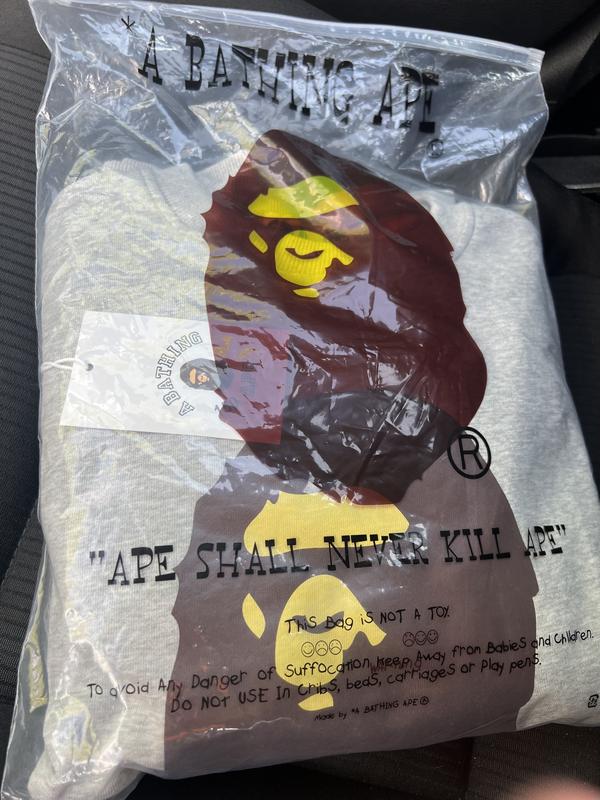 *A BATHING APE
®
A BATHING
®
"APE SHALL NEVER KILL APE"
This Bag is NOT A TOY.
To avoid Any Danger of Suffocation, keep Away from Babies and Children.
DO NOT USE In Cribs, beds, carriages or Play pens.
Made by *A BATHING APE®